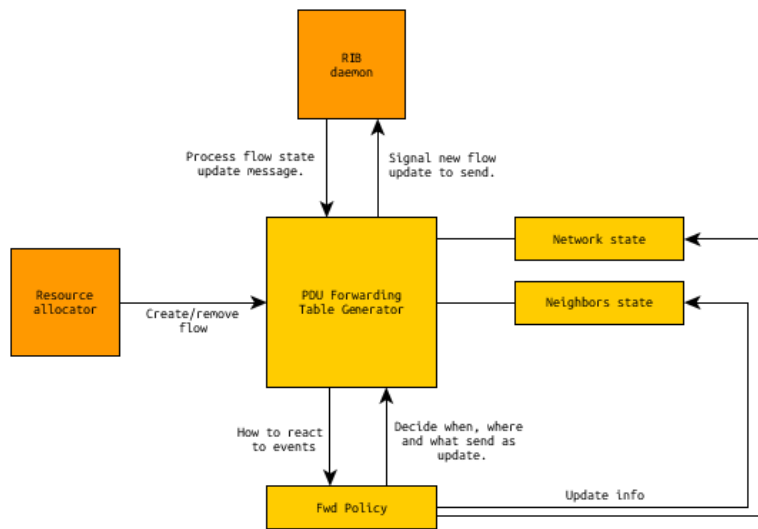 RIB
daemon
Process flow state
update message.
Signal new flow
update to send.
Network state
Resource
allocator
Create/remove
flow
PDU Forwarding
Table Generator
Neighbors state
How to react
to events
Decide when, where
and what send as
update.
Fwd Policy
Update info